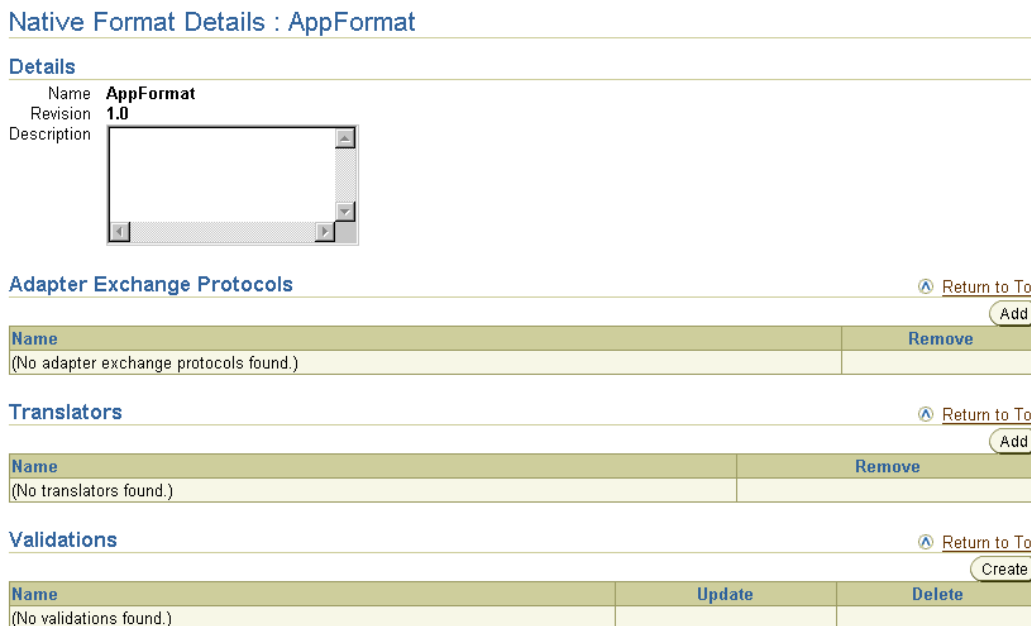 Native Format Details : AppFormat
Details
Name AppFormat
Revision 1.0
Description
Adapter Exchange Protocols Return to To
Add
Name Remove
(No adapter exchange protocols found.)
Translators Return to To
Add
Name Remove
(No translators found.)
Validations Return to To
Create
Name Update Delete
(No validations found.)